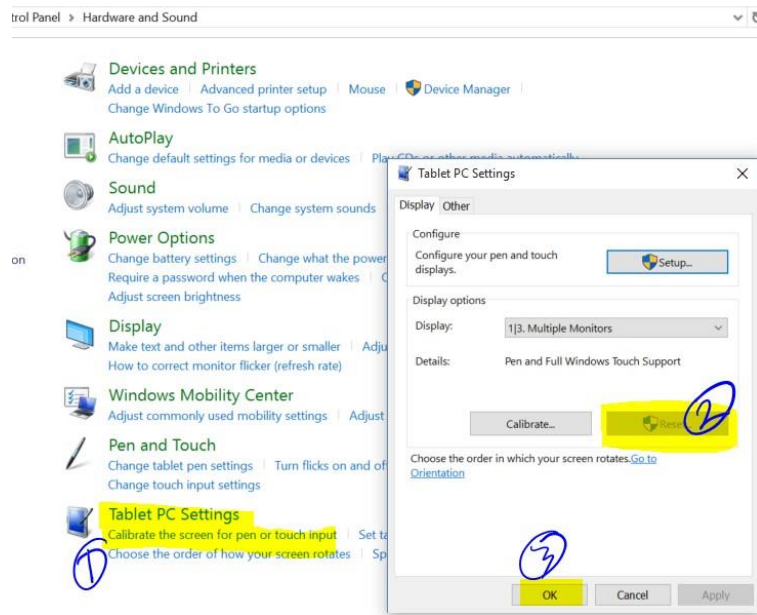 trol Panel > Hardware and Sound
Devices and Printers
Add a device Advanced printer setup Mouse Device Manager
Change Windows To Go startup options
AutoPlay
Change default settings for media or devices Play CDs or other media automatically
Sound
Adjust system volume Change system sounds
Power Options
Change battery settings Change what the power
Require a password when the computer wakes
Adjust screen brightness
Display
Make text and other items larger or smaller Adju
How to correct monitor flicker (refresh rate)
Windows Mobility Center
Adjust commonly used mobility settings Adjust
Pen and Touch
Change tablet pen settings Turn flicks on and of
Change touch input settings
Tablet PC Settings
Calibrate the screen for pen or touch input Set ta
Choose the order of how your screen rotates Sp
1
on
Tablet PC Settings
Display Other
Configure
Configure your pen and touch
displays.
Setup...
Display options
Display: 1|3. Multiple Monitors
Details: Pen and Full Windows Touch Support
Calibrate... Rese
2
Choose the order in which your screen rotates.Go to
Orientation
3
OK Cancel Apply